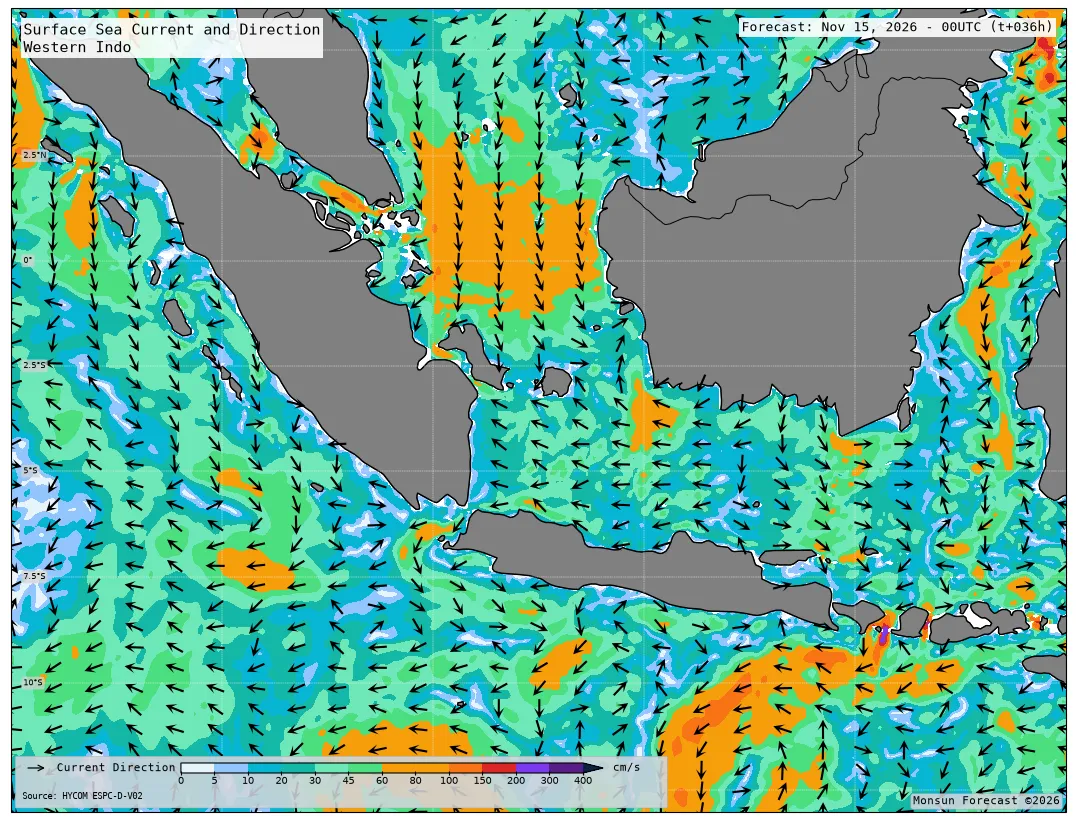 Surface Sea Current and Direction
Western Indo
Forecast: Nov 15, 2026 - 00UTC (t+036h)
2.5°N
0°
2.5°S
5°S
7.5°S
10°S
Current Direction
0 5 10 20 30 45 60 80 100 150 200 300 400 cm/s
Source: HYCOM ESPC-D-V02
Monsun Forecast ©2026